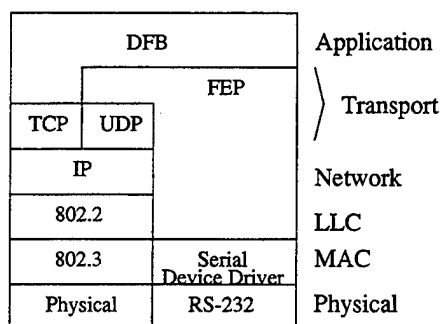 DFB Application
FEP
TCP UDP Transport
IP Network
802.2 LLC
802.3 Serial Device Driver MAC
Physical RS-232 Physical